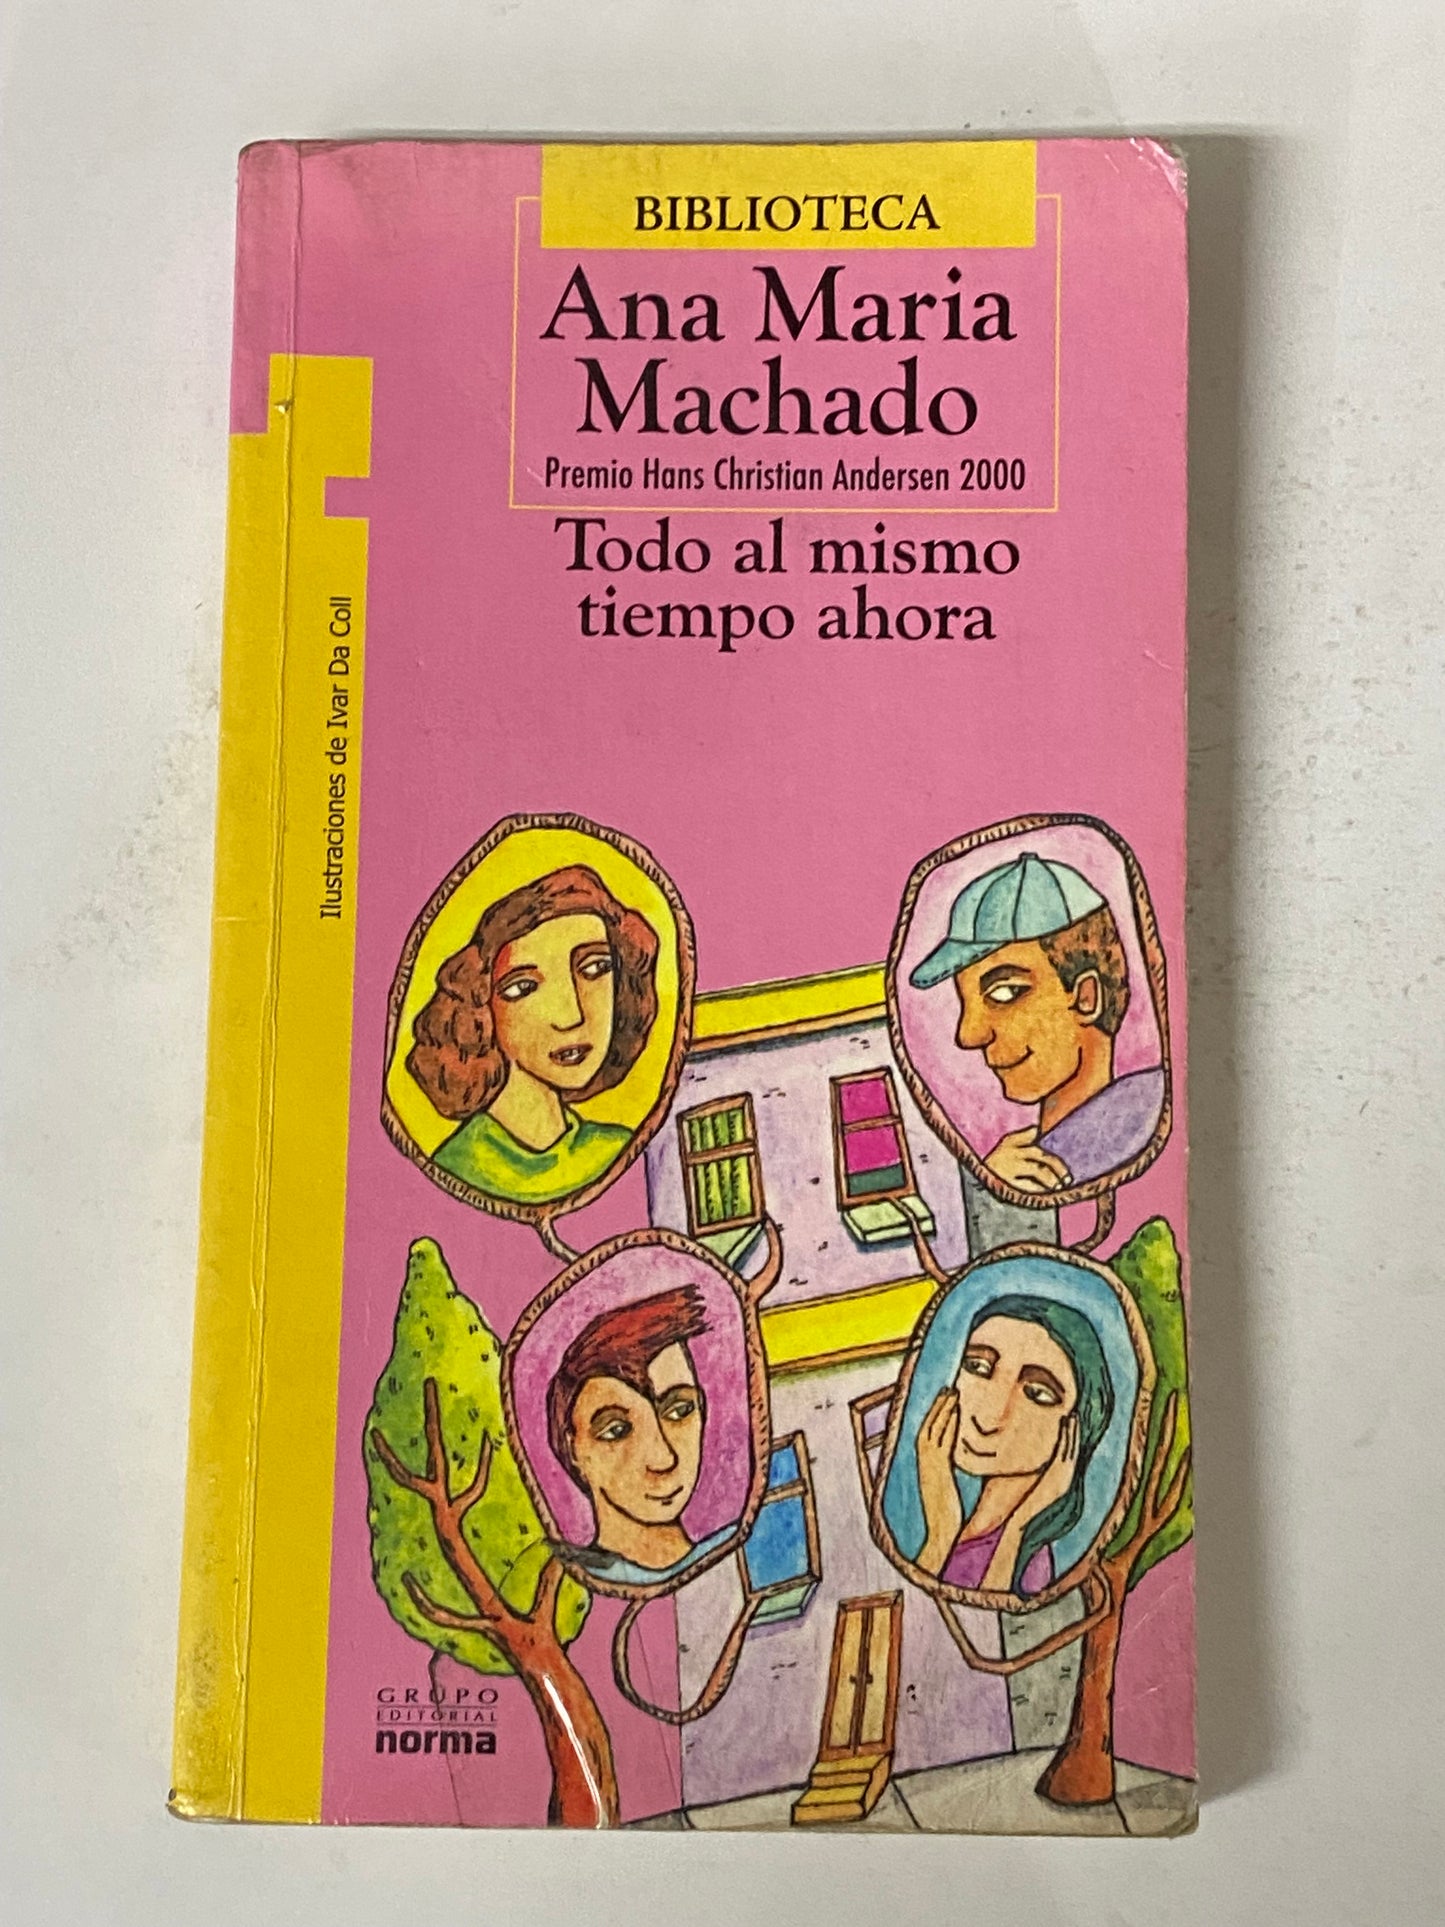 BIBLIOTECA
Ana Maria
Machado
Premio Hans Christian Andersen 2000
Todo al mismo
tiempo ahora
Ilustraciones de Ivar Da Coll
GRUPO
EDITORIAL
norma